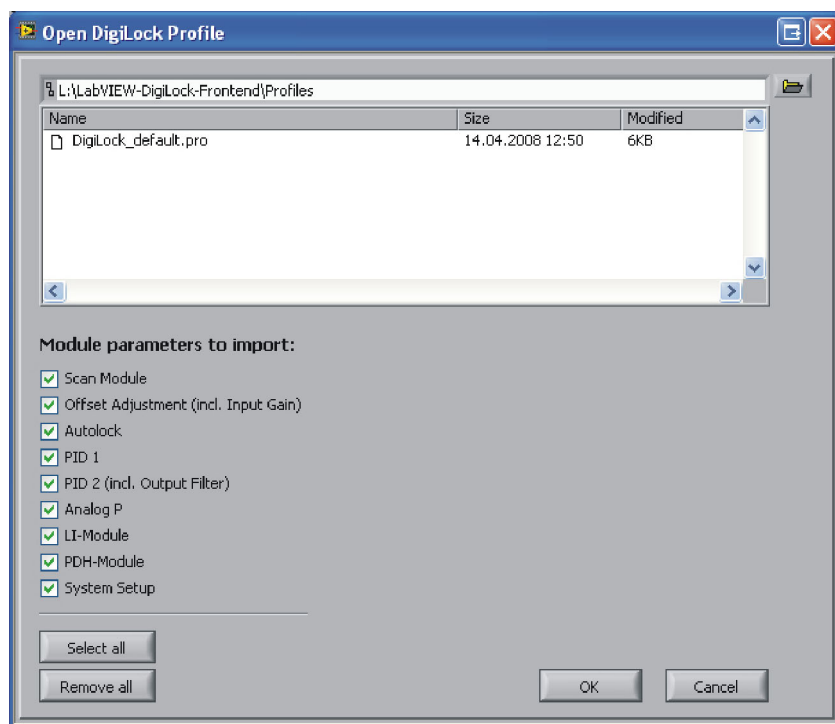 Open DigiLock Profile
L:\LabVIEW-DigiLock-Frontend\Profiles
Name Size Modified
DigiLock_default.pro 14.04.2008 12:50 6KB
Module parameters to import:
Scan Module
Offset Adjustment (incl. Input Gain)
Autolock
PID 1
PID 2 (incl. Output Filter)
Analog P
LI-Module
PDH-Module
System Setup
Select all
Remove all OK Cancel